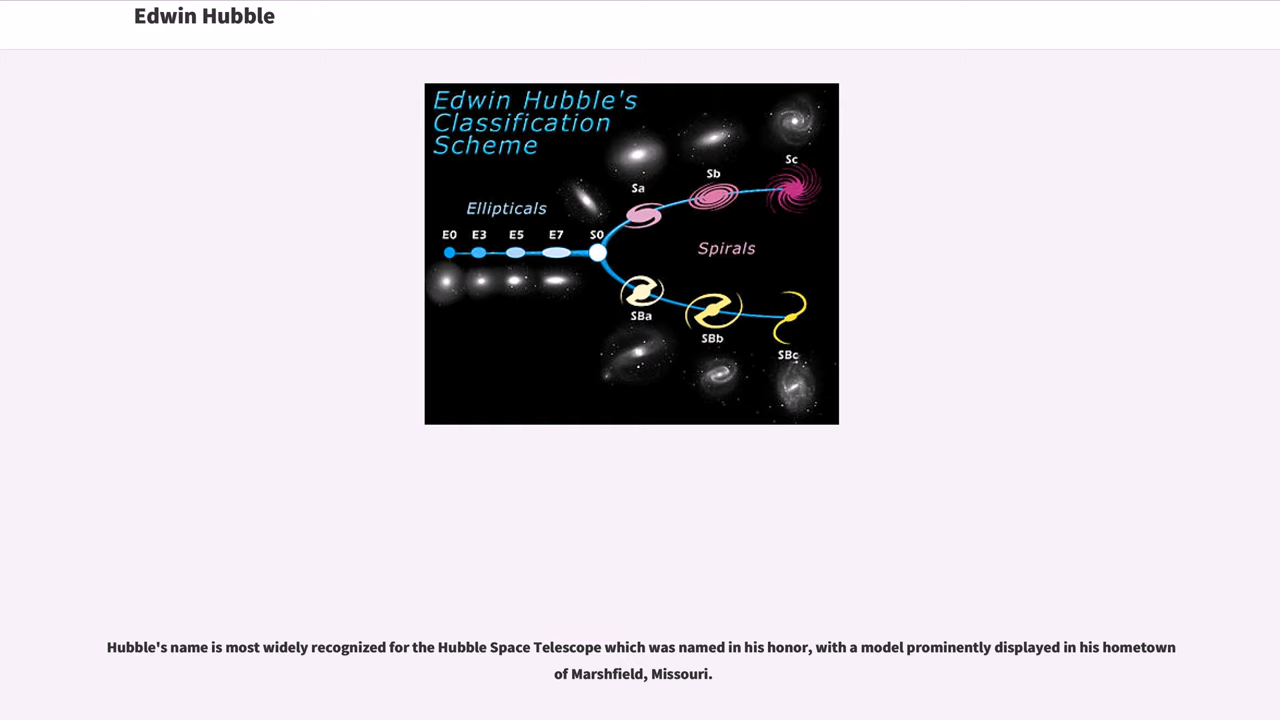 Edwin Hubble
Edwin Hubble's
Classification
Scheme
Sc
Sb
Sa
Ellipticals
E0 E3 E5 E7 S0
Spirals
SBa
SBb
SBc
Hubble's name is most widely recognized for the Hubble Space Telescope which was named in his honor, with a model prominently displayed in his hometown
of Marshfield, Missouri.